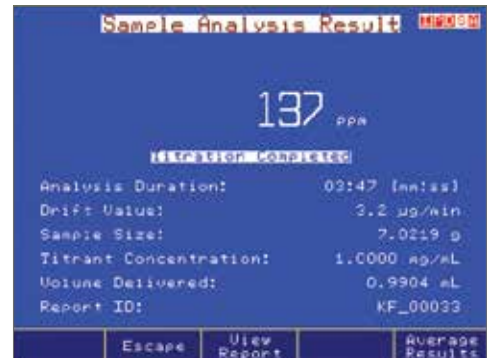 Sample Analysis Result
137 ppm
Titration Completed
Analysis Duration: 03:47 [mm:ss]
Drift Value: 3.2 µg/min
Sample Size: 7.0219 g
Titrant Concentration: 1.0000 mg/mL
Volume Delivered: 0.9904 mL
Report ID: KF_00033
Escape View Report Average Results